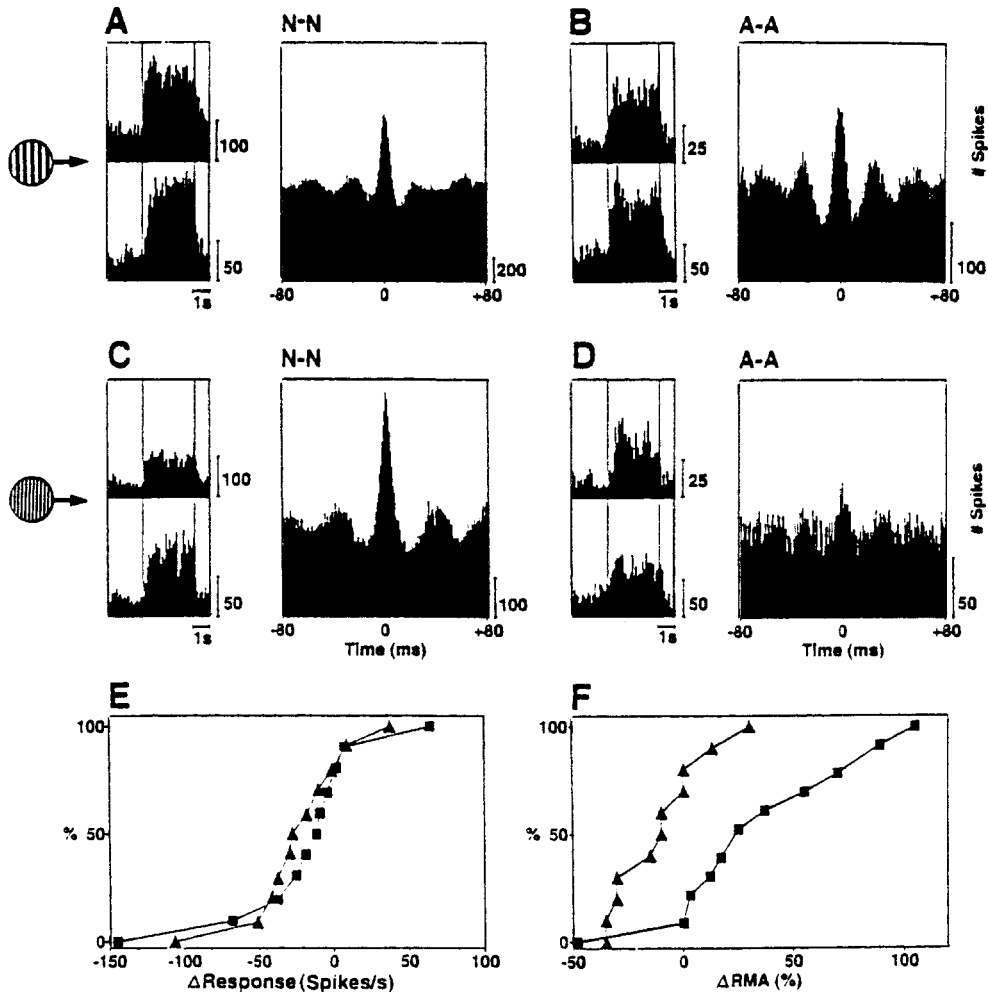 A N-N B A-A
100 25
50 200 50 100
# Spikes
1s -80 0 +80 1s -80 0 +80
C N-N D A-A
100 25
50 100 50 50
# Spikes
1s -80 0 +80 1s -80 0 +80
Time (ms) Time (ms)
E F
100 100
% 50 % 50
0 0
-150 -100 -50 0 50 100 -50 0 50 100
ΔResponse (Spikes/s) ΔRMA (%)